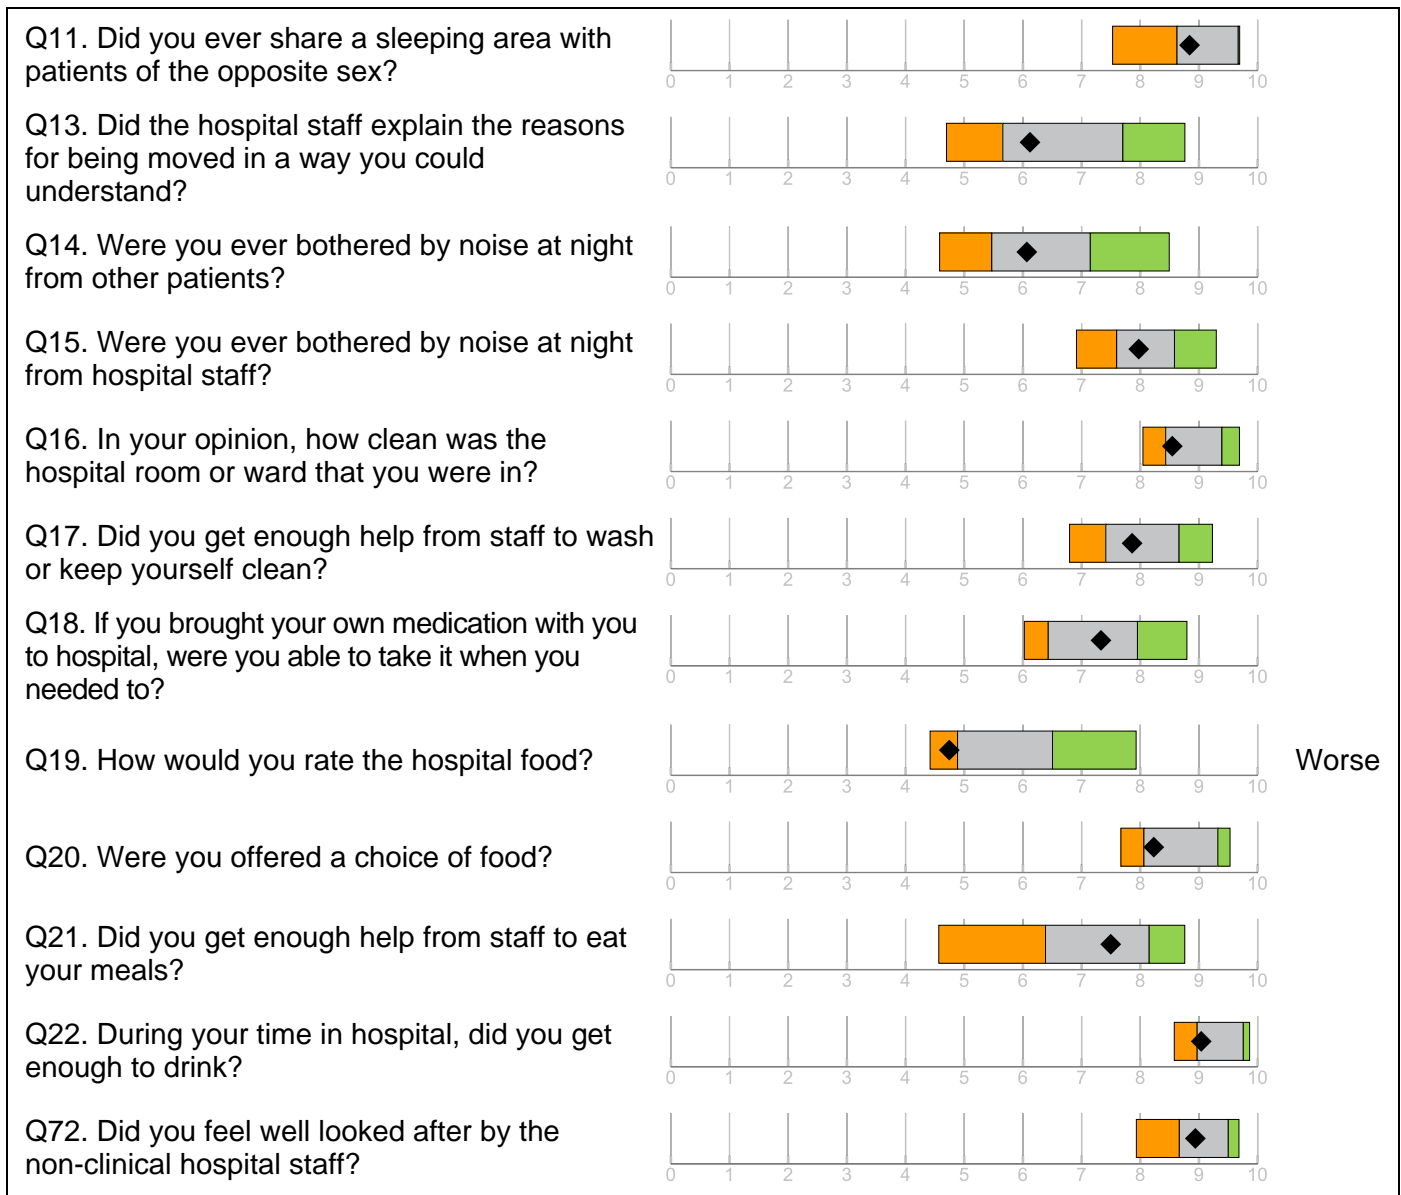 Q11. Did you ever share a sleeping area with
patients of the opposite sex?
0 1 2 3 4 5 6 7 8 9 10
Q13. Did the hospital staff explain the reasons
for being moved in a way you could
understand?
0 1 2 3 4 5 6 7 8 9 10
Q14. Were you ever bothered by noise at night
from other patients?
0 1 2 3 4 5 6 7 8 9 10
Q15. Were you ever bothered by noise at night
from hospital staff?
0 1 2 3 4 5 6 7 8 9 10
Q16. In your opinion, how clean was the
hospital room or ward that you were in?
0 1 2 3 4 5 6 7 8 9 10
Q17. Did you get enough help from staff to wash
or keep yourself clean?
0 1 2 3 4 5 6 7 8 9 10
Q18. If you brought your own medication with you
to hospital, were you able to take it when you
needed to?
0 1 2 3 4 5 6 7 8 9 10
Q19. How would you rate the hospital food?
Worse
0 1 2 3 4 5 6 7 8 9 10
Q20. Were you offered a choice of food?
0 1 2 3 4 5 6 7 8 9 10
Q21. Did you get enough help from staff to eat
your meals?
0 1 2 3 4 5 6 7 8 9 10
Q22. During your time in hospital, did you get
enough to drink?
0 1 2 3 4 5 6 7 8 9 10
Q72. Did you feel well looked after by the
non-clinical hospital staff?
0 1 2 3 4 5 6 7 8 9 10